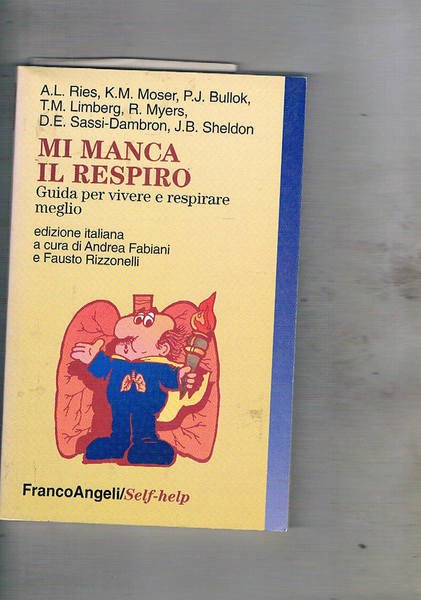 A.L. Ries, K.M. Moser, P.J. Bullok,
T.M. Limberg, R. Myers,
D.E. Sassi-Dambron, J.B. Sheldon
MI MANCA
IL RESPIRO
Guida per vivere e respirare
meglio
edizione italiana
a cura di Andrea Fabiani
e Fausto Rizzonelli
FrancoAngeli/Self-help